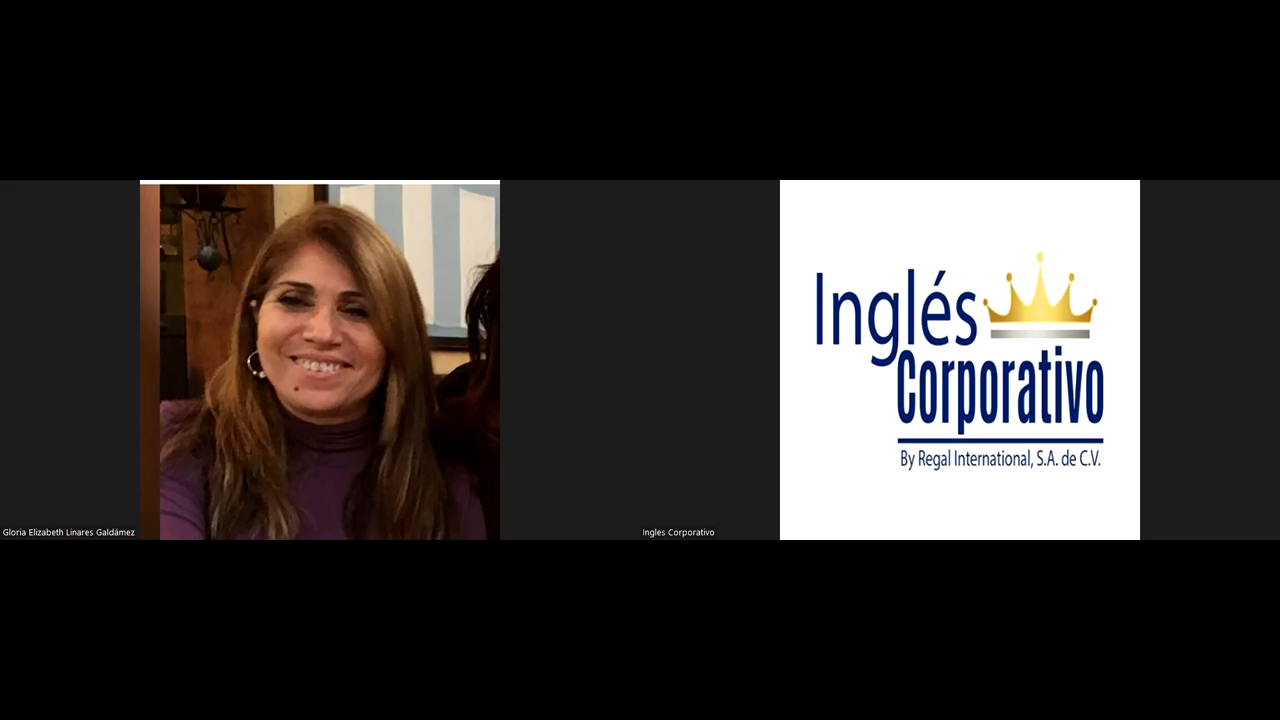 Inglés
Corporativo
By Regal International, S.A. de C.V.
Gloria Elizabeth Linares Galdámez
Ingles Corporativo